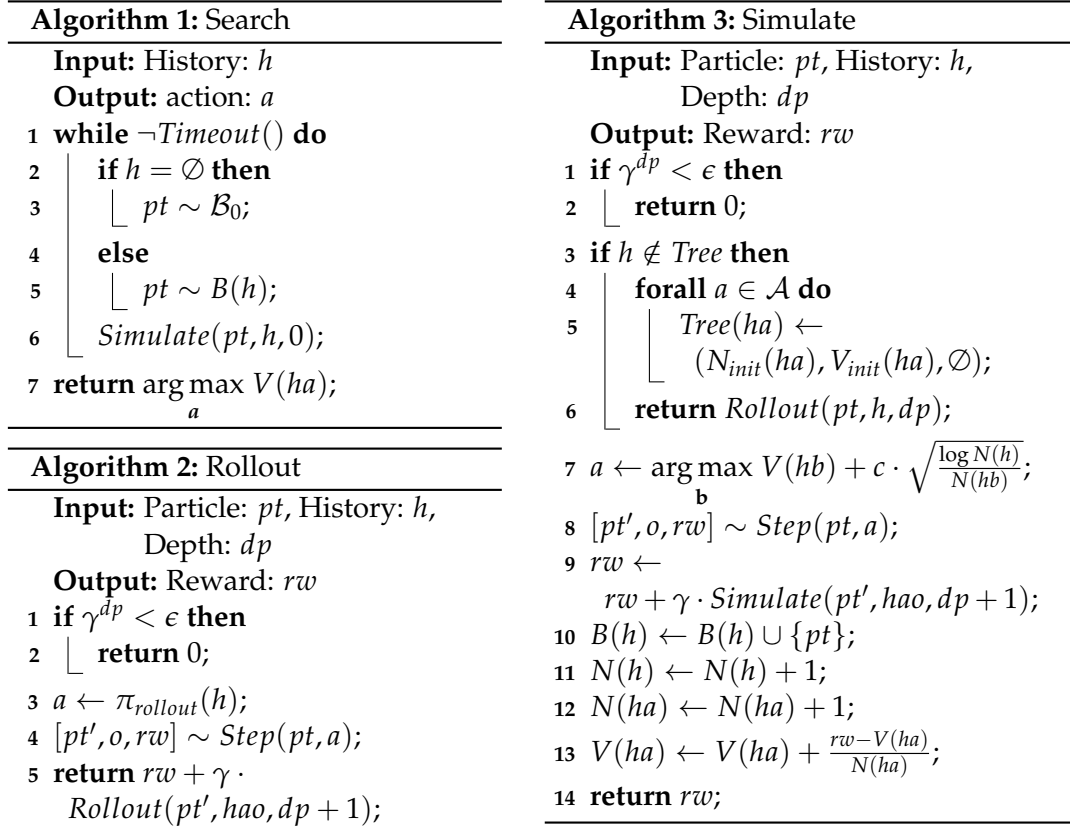 Algorithm 1: Search
Input: History: h
Output: action: a
1 while ¬Timeout() do
2 if h = ∅ then
3 pt ∼ B₀;
4 else
5 pt ∼ B(h);
6 Simulate(pt, h, 0);
7 return arg max V(ha);
a
Algorithm 2: Rollout
Input: Particle: pt, History: h,
Depth: dp
Output: Reward: rw
1 if γ^{dp} < ϵ then
2 return 0;
3 a ← π_{rollout}(h);
4 [pt′, o, rw] ∼ Step(pt, a);
5 return rw + γ ·
Rollout(pt′, hao, dp + 1);
Algorithm 3: Simulate
Input: Particle: pt, History: h,
Depth: dp
Output: Reward: rw
1 if γ^{dp} < ϵ then
2 return 0;
3 if h ∉ Tree then
4 forall a ∈ A do
5 Tree(ha) ←
(N_{init}(ha), V_{init}(ha), ∅);
6 return Rollout(pt, h, dp);
7 a ← arg max V(hb) + c · √(log N(h) / N(hb));
b
8 [pt′, o, rw] ∼ Step(pt, a);
9 rw ←
rw + γ · Simulate(pt′, hao, dp + 1);
10 B(h) ← B(h) ∪ {pt};
11 N(h) ← N(h) + 1;
12 N(ha) ← N(ha) + 1;
13 V(ha) ← V(ha) + (rw−V(ha))/N(ha);
14 return rw;